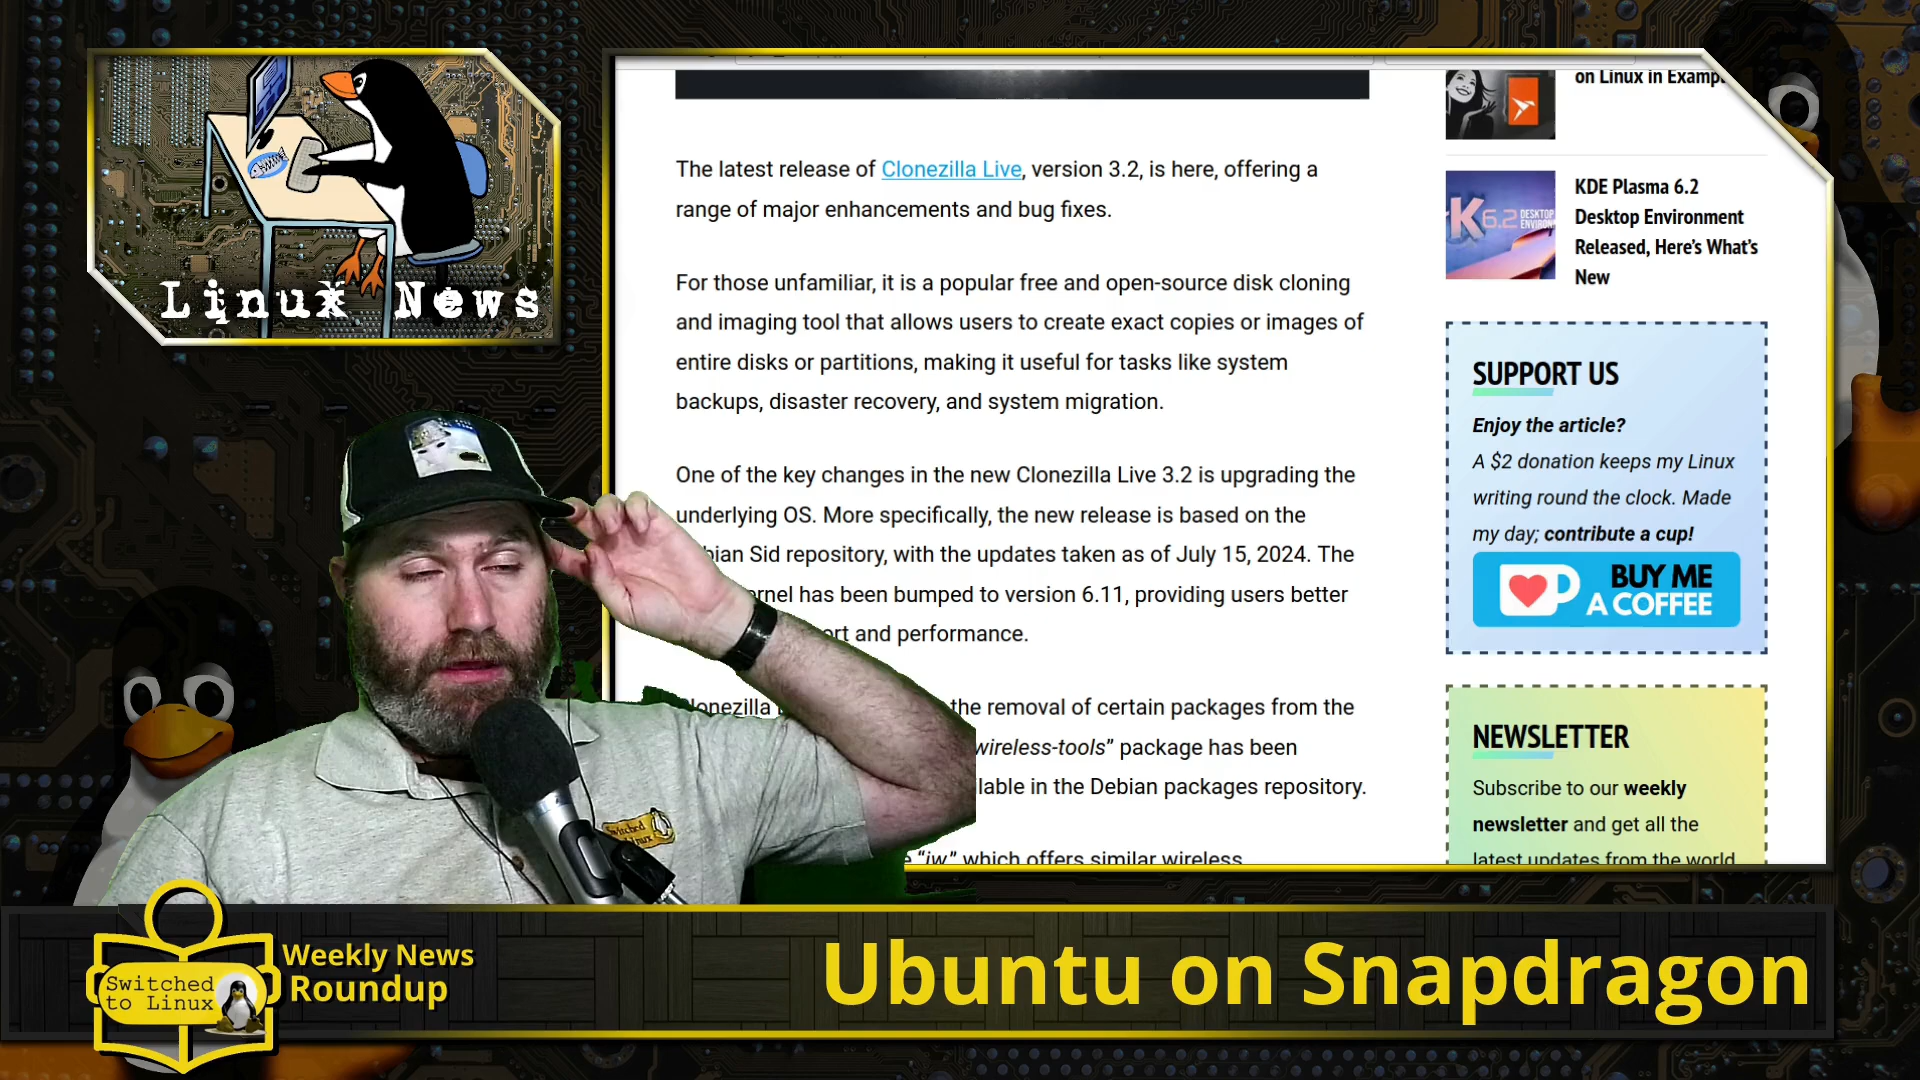 Linux News
on Linux in
The latest release of Clonezilla Live, version 3.2, is here, offering a
range of major enhancements and bug fixes.
For those unfamiliar, it is a popular free and open-source disk cloning
and imaging tool that allows users to create exact copies or images of
entire disks or partitions, making it useful for tasks like system
backups, disaster recovery, and system migration.
One of the key changes in the new Clonezilla Live 3.2 is upgrading the
underlying OS. More specifically, the new release is based on the
Sid repository, with the updates taken as of July 15, 2024. The
has been bumped to version 6.11, providing users better
and performance.
the removal of certain packages from the
wireless-tools” package has been
in the Debian packages repository.
“iw,” which offers similar wireless
K6.2 DESKTOP
KDE Plasma 6.2
Desktop Environment
Released, Here’s What’s
New
SUPPORT US
Enjoy the article?
A $2 donation keeps my Linux
writing round the clock. Made
my day; contribute a cup!
BUY ME
A COFFEE
NEWSLETTER
Subscribe to our weekly
newsletter and get all the
latest updates from the world
Switched
to Linux
Weekly News
Roundup
Switched
to Linux
Ubuntu on Snapdragon